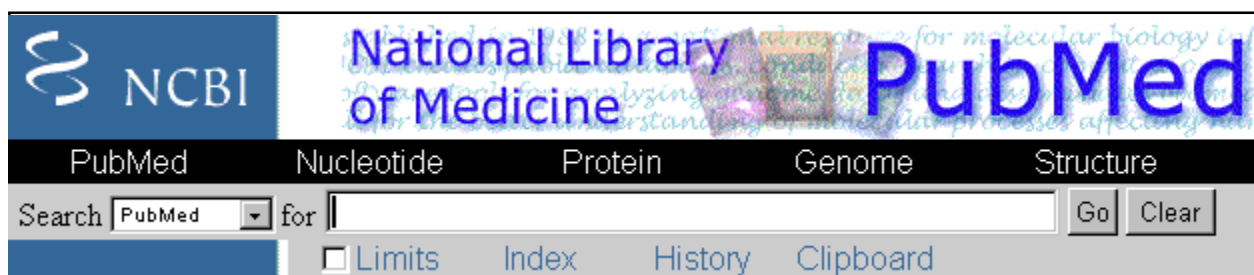 NCBI
National Library
of Medicine
PubMed
PubMed Nucleotide Protein Genome Structure
Search PubMed for Go Clear
Limits Index History Clipboard